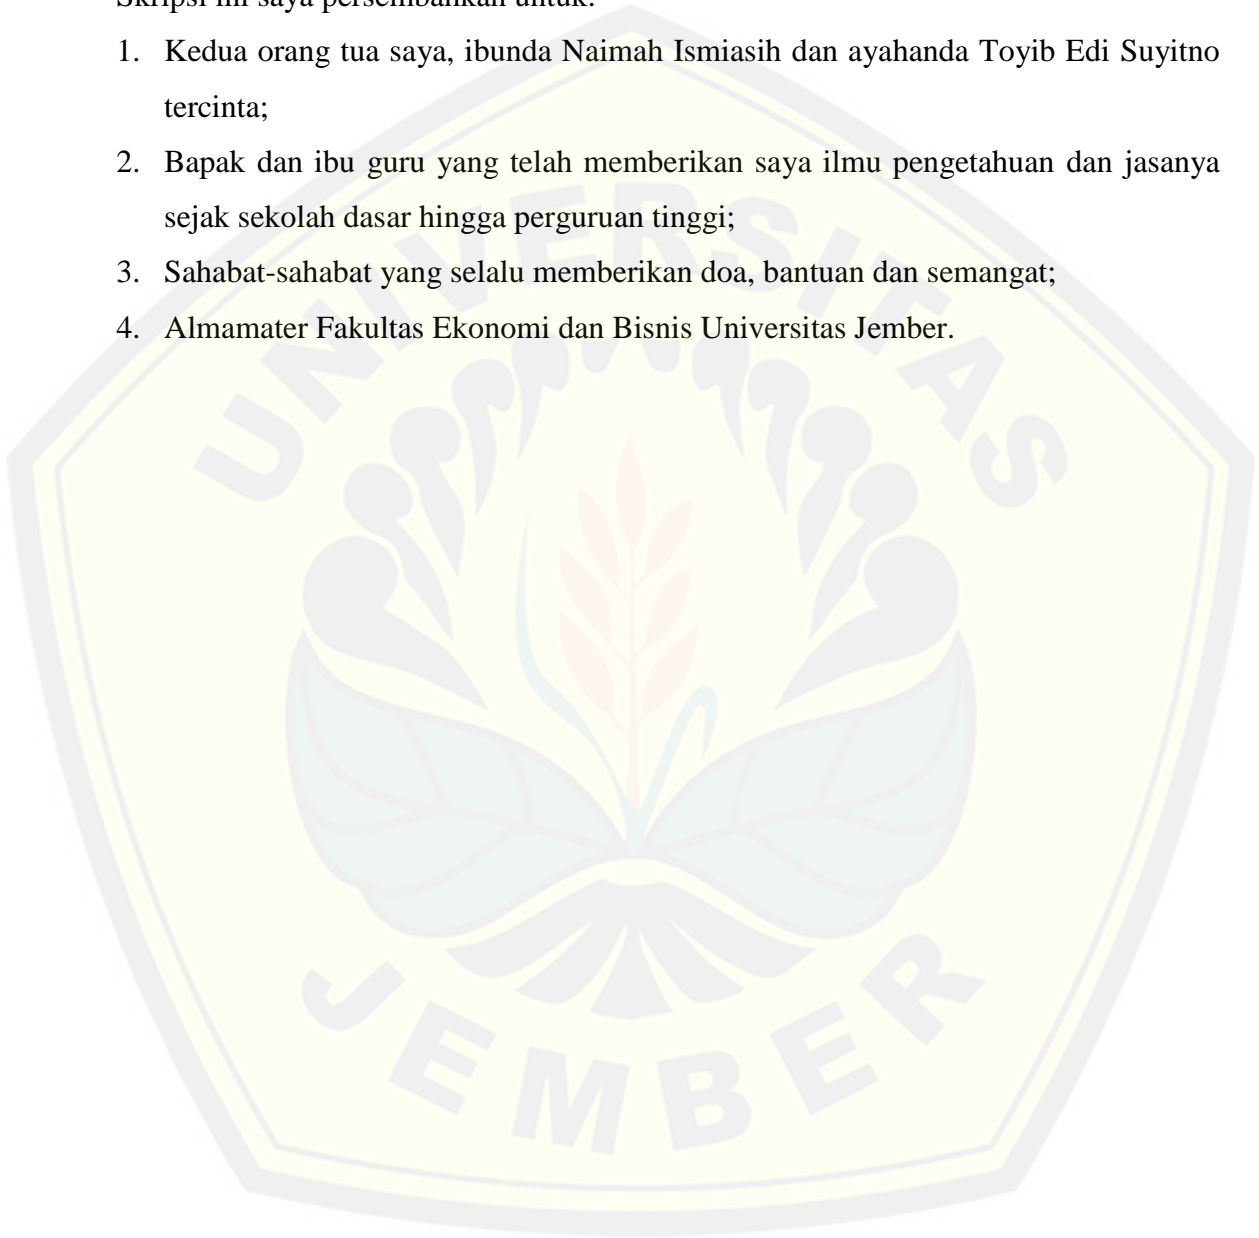 Skripsi ini saya persembahkan untuk:
1. Kedua orang tua saya, ibunda Naimah Ismiasih dan ayahanda Toyib Edi Suyitno
tercinta;
2. Bapak dan ibu guru yang telah memberikan saya ilmu pengetahuan dan jasanya
sejak sekolah dasar hingga perguruan tinggi;
3. Sahabat-sahabat yang selalu memberikan doa, bantuan dan semangat;
4. Almamater Fakultas Ekonomi dan Bisnis Universitas Jember.
UNIVERSITAS
JEMBER